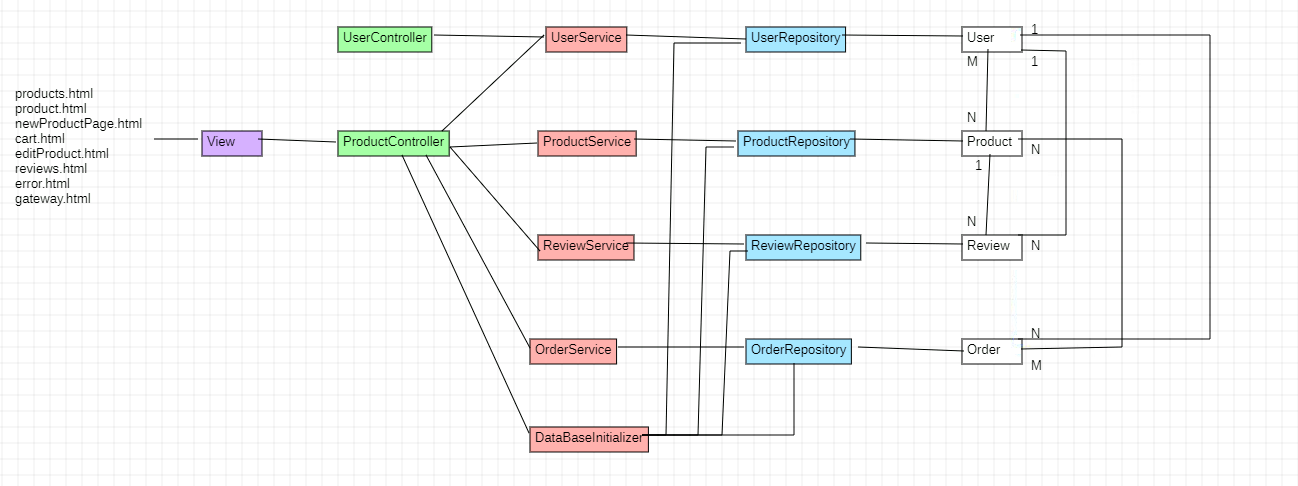 UserController
UserService
UserRepository
User
1
M
1
products.html
product.html
newProductPage.html
cart.html
editProduct.html
reviews.html
error.html
gateway.html
N
View
ProductController
ProductService
ProductRepository
Product
N
1
N
ReviewService
ReviewRepository
Review
N
N
OrderService
OrderRepository
Order
M
DataBaseInitializer